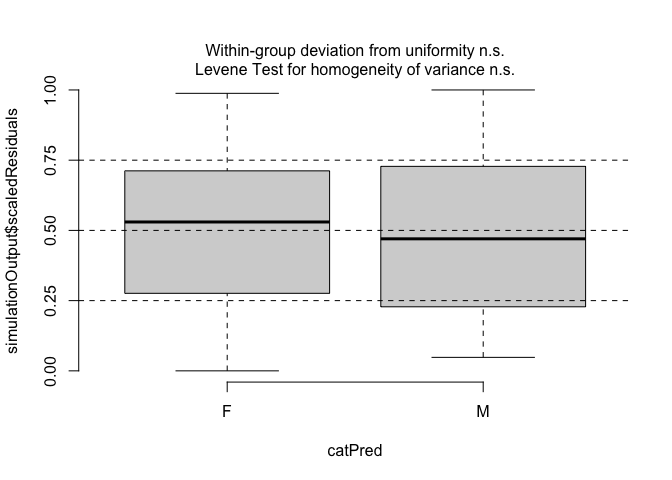 Within-group deviation from uniformity n.s.
Levene Test for homogeneity of variance n.s.
simulationOutput$scaledResiduals
1.00
0.75
0.50
0.25
0.00
F M
catPred